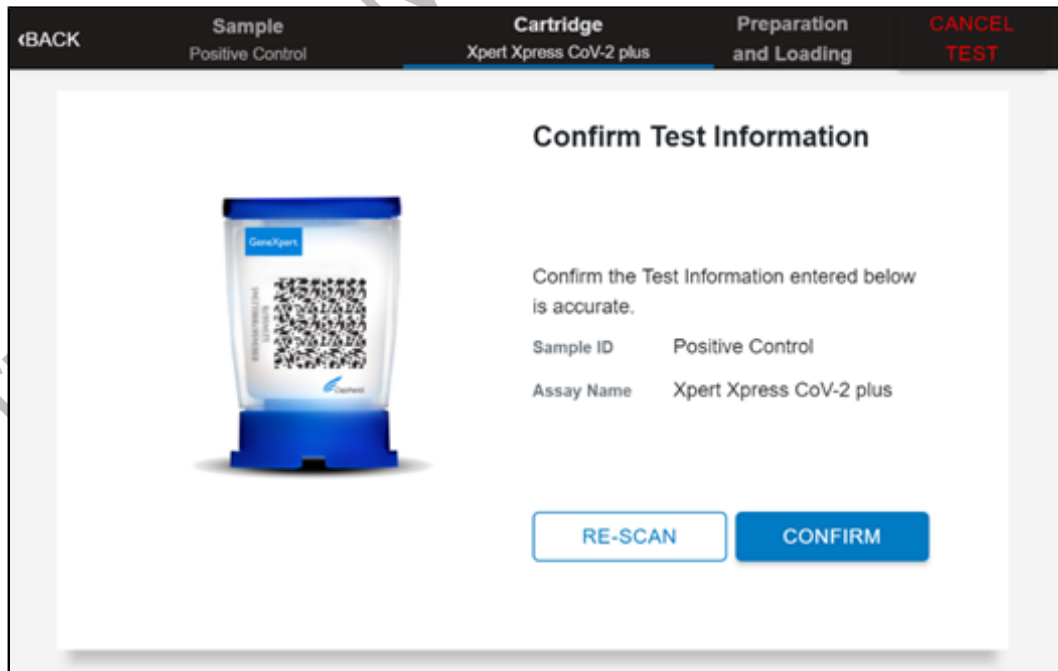 ‹BACK
Sample
Positive Control
Cartridge
Xpert Xpress CoV-2 plus
Preparation
and Loading
CANCEL
TEST
Confirm Test Information
GeneXpert
Cepheid
Confirm the Test Information entered below
is accurate.
Sample ID Positive Control
Assay Name Xpert Xpress CoV-2 plus
RE-SCAN
CONFIRM